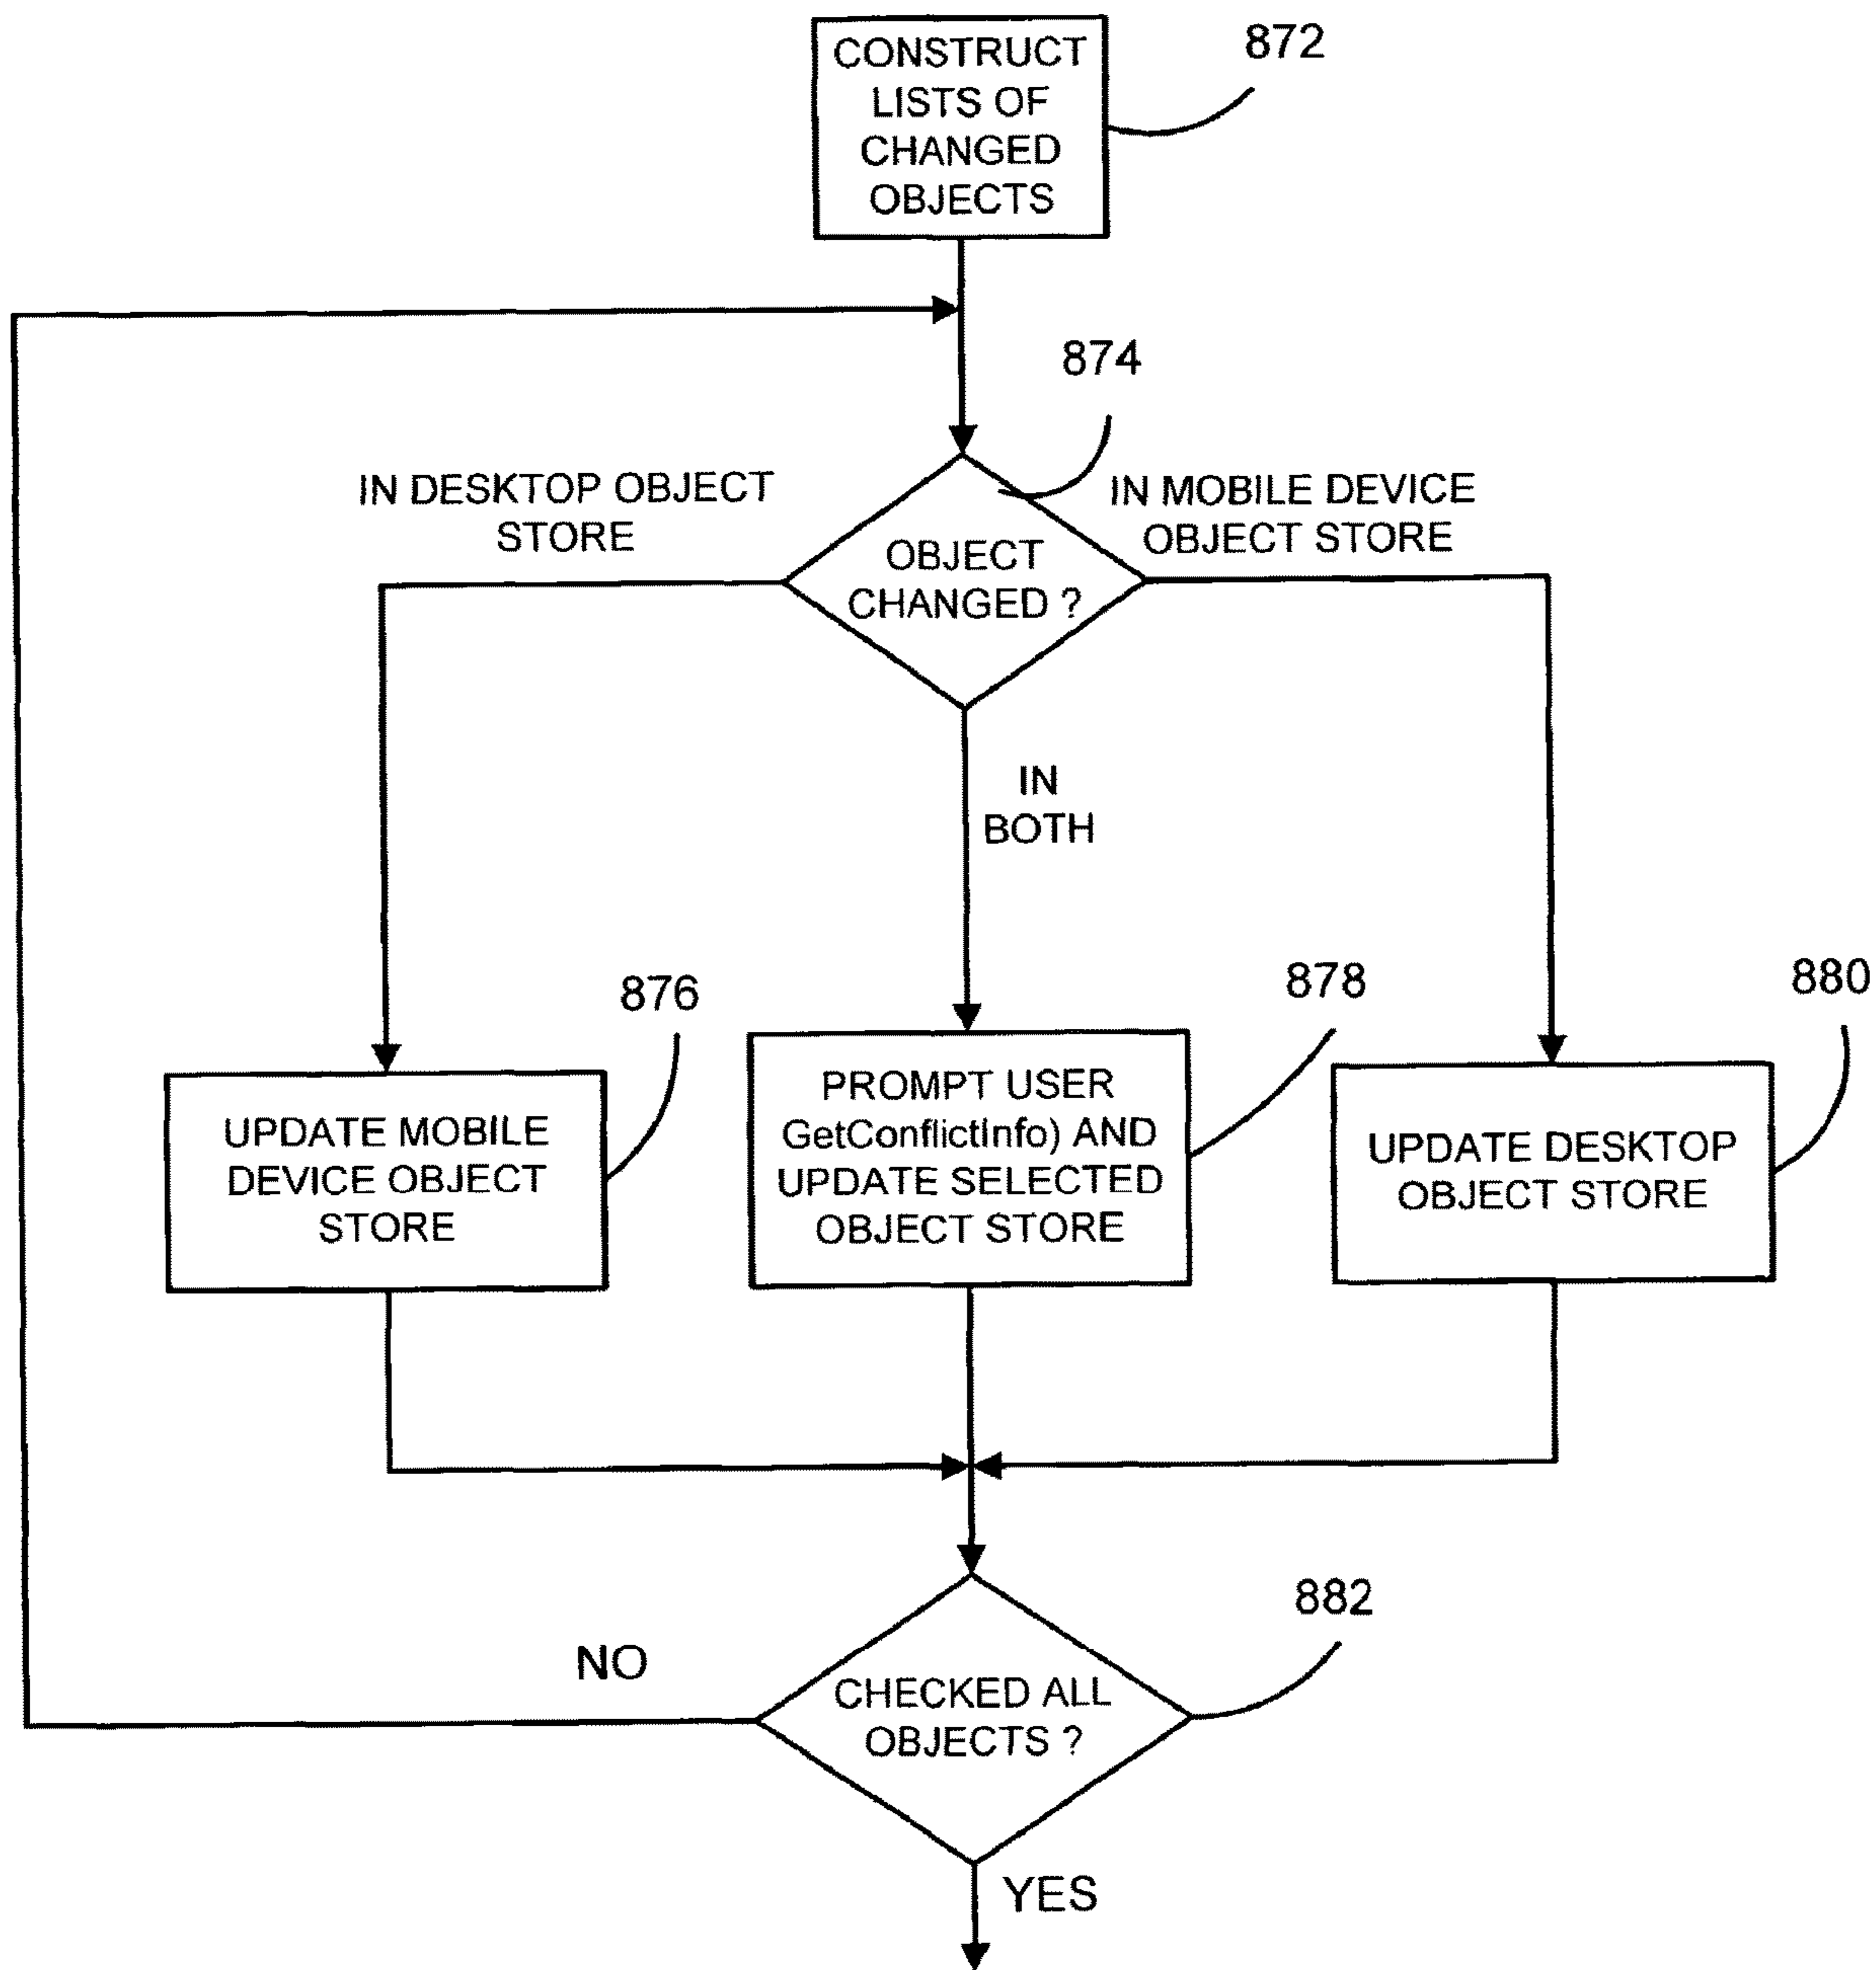 CONSTRUCT
LISTS OF
CHANGED
OBJECTS
872
874
IN DESKTOP OBJECT
STORE
IN MOBILE DEVICE
OBJECT STORE
OBJECT
CHANGED ?
IN
BOTH
876
878
880
UPDATE MOBILE
DEVICE OBJECT
STORE
PROMPT USER
GetConflictInfo) AND
UPDATE SELECTED
OBJECT STORE
UPDATE DESKTOP
OBJECT STORE
882
NO
CHECKED ALL
OBJECTS ?
YES